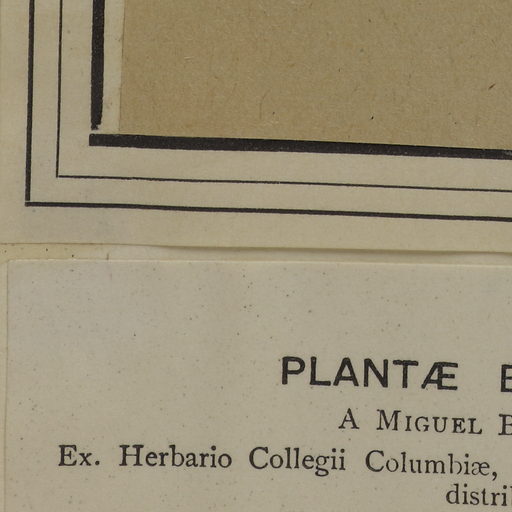 PLANTÆ
A MIGUEL
Ex. Herbario Collegii Columbiæ,